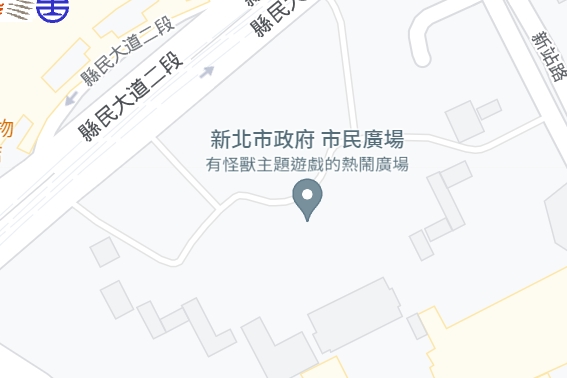 縣民大道二段
縣民大
新站路
縣民大道二段
物
新北市政府 市民廣場
有怪獸主題遊戲的熱鬧廣場